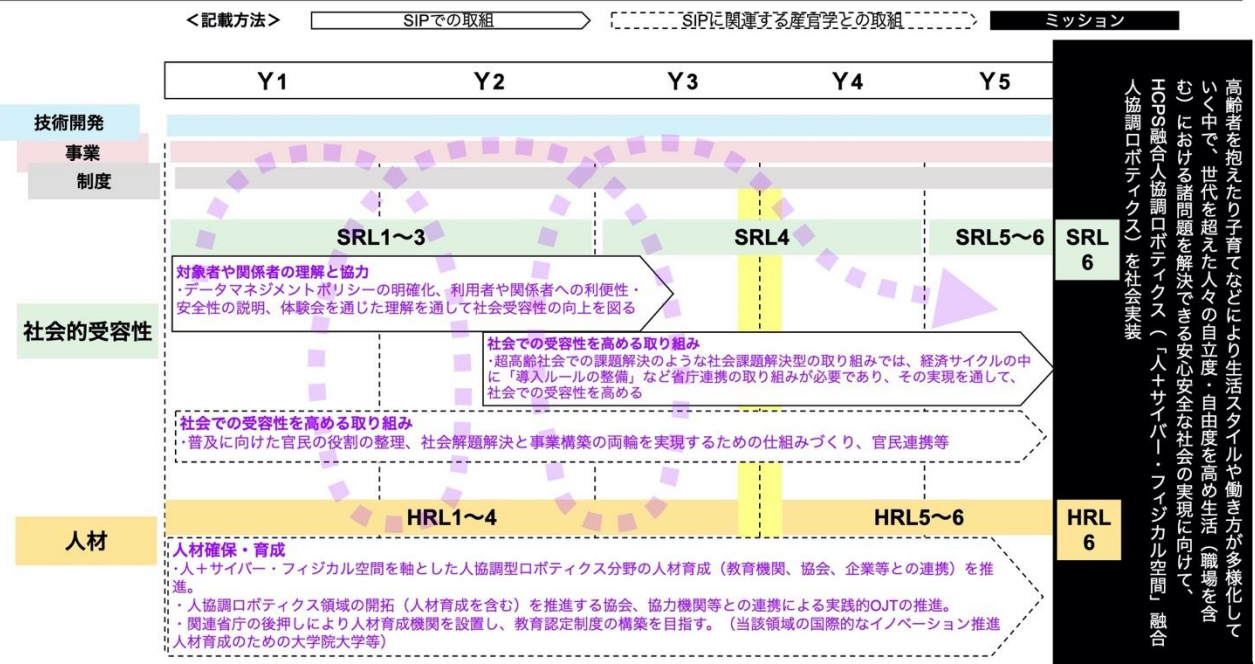 ＜記載方法＞
SIPでの取組
SIPに関連する産官学との取組
ミッション
Y1
Y2
Y3
Y4
Y5
技術開発
事業
制度
SRL1〜3
SRL4
SRL5〜6
SRL
6
社会的受容性
対象者や関係者の理解と協力
・データマネジメントポリシーの明確化、利用者や関係者への利便性・
安全性の説明、体験会を通じた理解を通して社会受容性の向上を図る
社会での受容性を高める取り組み
・超高齢社会での課題解決のような社会課題解決型の取り組みでは、経済サイクルの中
に「導入ルールの整備」など省庁連携の取り組みが必要であり、その実現を通して、
社会での受容性を高める
社会での受容性を高める取り組み
・普及に向けた官民の役割の整理、社会解題解決と事業構築の両輪を実現するための仕組みづくり、官民連携等
HRL1〜4
HRL5〜6
HRL
6
人材
人材確保・育成
・人＋サイバー・フィジカル空間を軸とした人協調型ロボティクス分野の人材育成（教育機関、協会、企業等との連携）を推
進。
・人協調ロボティクス領域の開拓（人材育成を含む）を推進する協会、協力機関等との連携による実践的OJTの推進。
・関連省庁の後押しにより人材育成機関を設置し、教育認定制度の構築を目指す。（当該領域の国際的なイノベーション推進
人材育成のための大学院大学等）
高齢者を抱えたり子育てなどにより生活スタイルや働き方が多様化して
いく中で、世代を超えた人々の自立度・自由度を高め生活（職場を含
む）における諸問題を解決できる安心安全な社会の実現に向けて、
HCPS融合人協調ロボティクス（「人＋サイバー・フィジカル空間」融合
人協調ロボティクス）を社会実装